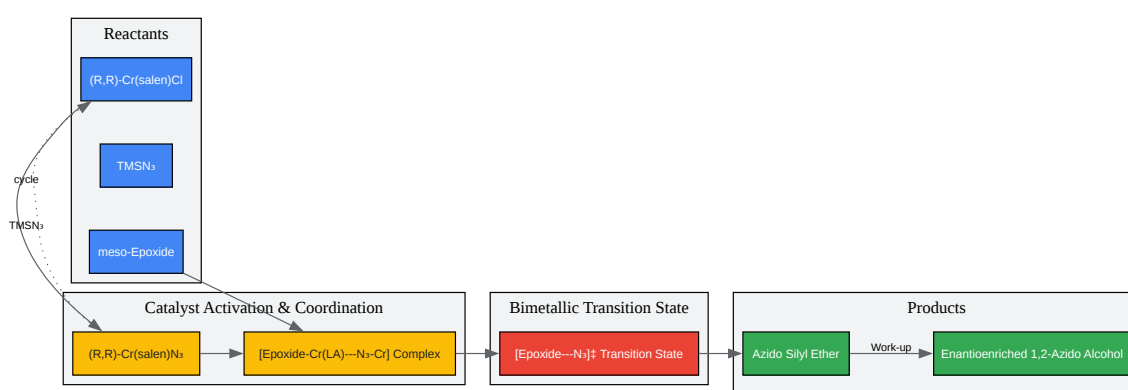 Reactants
(R,R)-Cr(salen)Cl
TMSN₃
meso-Epoxide
cycle
TMSN₃
Catalyst Activation & Coordination
(R,R)-Cr(salen)N₃
[Epoxide-Cr(LA)---N₃-Cr] Complex
Bimetallic Transition State
[Epoxide---N₃]‡ Transition State
Products
Azido Silyl Ether
Work-up
Enantioenriched 1,2-Azido Alcohol